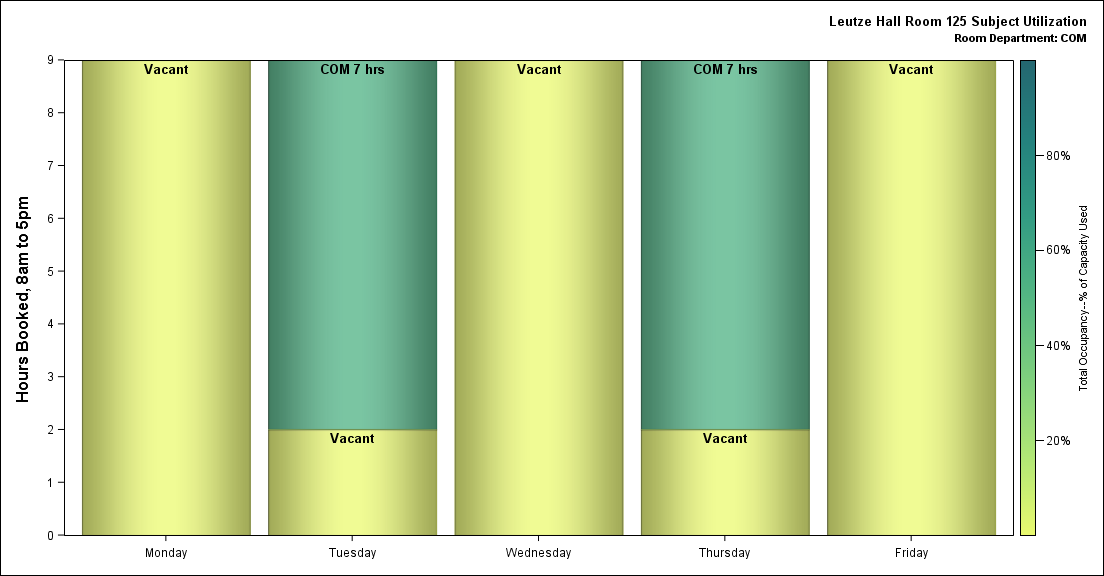 Leutze Hall Room 125 Subject Utilization
Room Department: COM
Hours Booked, 8am to 5pm
9
8
7
6
5
4
3
2
1
0
Vacant
COM 7 hrs
Vacant
COM 7 hrs
Vacant
Vacant
Vacant
Monday
Tuesday
Wednesday
Thursday
Friday
80%
60%
40%
20%
Total Occupancy--% of Capacity Used